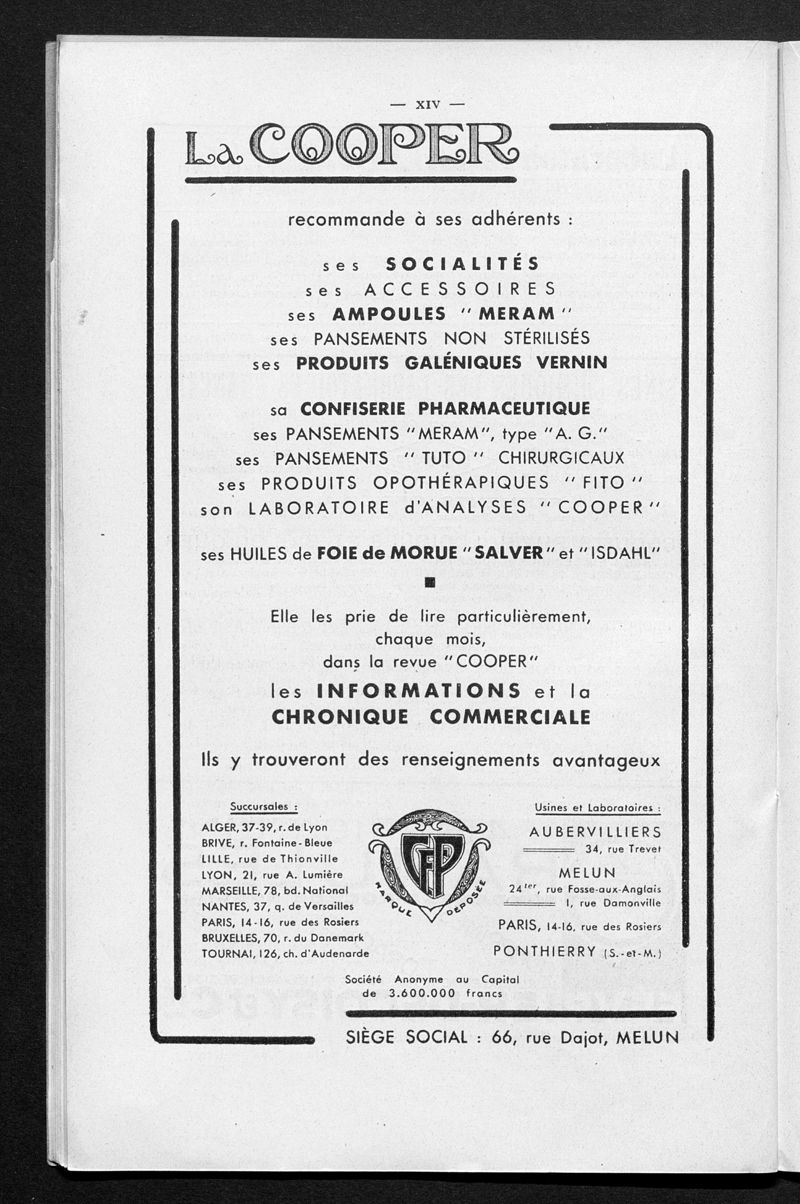 — XIV —
La COOPER
recommande à ses adhérents :
ses SOCIALITÉS
ses ACCESSOIRES
ses AMPOULES "MERAM"
ses PANSEMENTS NON STÉRILISÉS
ses PRODUITS GALÉNIQUES VERNIN
sa CONFISERIE PHARMACEUTIQUE
ses PANSEMENTS "MERAM", type "A. G."
ses PANSEMENTS "TUTO" CHIRURGICAUX
ses PRODUITS OPOTHÉRAPIQUES "FITO"
son LABORATOIRE d'ANALYSES "COOPER"
ses HUILES de FOIE de MORUE "SALVER" et "ISDAHL"
Elle les prie de lire particulièrement,
chaque mois,
dans la revue "COOPER"
les INFORMATIONS et la
CHRONIQUE COMMERCIALE
Ils y trouveront des renseignements avantageux
Succursales :
ALGER, 37-39, r. de Lyon
BRIVE, r. Fontaine-Bleue
LILLE, rue de Thionville
LYON, 21, rue A. Lumière
MARSEILLE, 78, bd. National
NANTES, 37, q. de Versailles
PARIS, 14-16, rue des Rosiers
BRUXELLES, 70, r. du Danemark
TOURNAI, 126, ch. d'Audenarde
CFP
MARQUE DEPOSÉE
Usines et Laboratoires :
AUBERVILLIERS
34, rue Trevet
MELUN
24ter, rue Fosse-aux-Anglais
1, rue Damonville
PARIS, 14-16, rue des Rosiers
PONTHIERRY (S.-et-M.)
Société Anonyme au Capital
de 3.600.000 francs
SIÈGE SOCIAL : 66, rue Dajot, MELUN